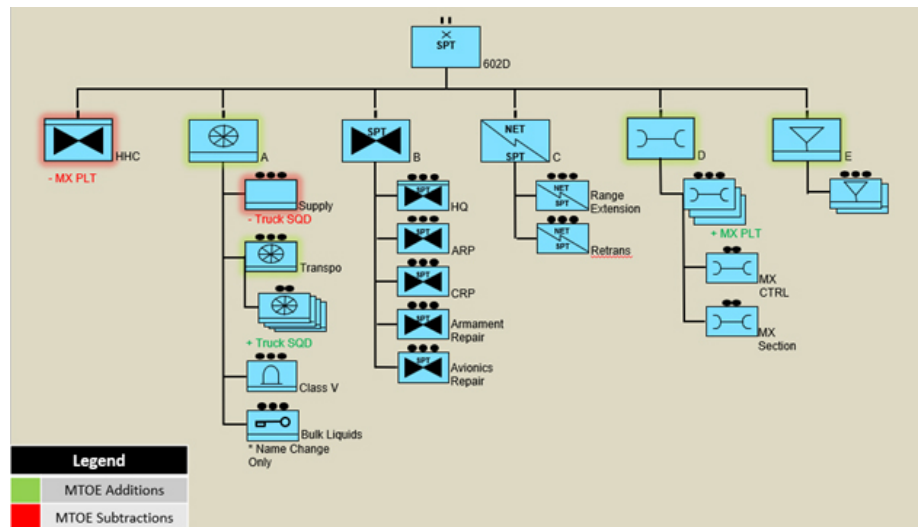 SPT
602D
HHC
- MX PLT
A
SPT
B
NET
SPT
C
D
E
Supply
- Truck SQD
Transpo
+ Truck SQD
Class V
Bulk Liquids
* Name Change
Only
SPT
HQ
SPT
ARP
SPT
CRP
SPT
Armament
Repair
SPT
Avionics
Repair
NET
SPT
Range
Extension
NET
SPT
Retrans
+ MX PLT
MX
CTRL
MX
Section
Legend
MTOE Additions
MTOE Subtractions